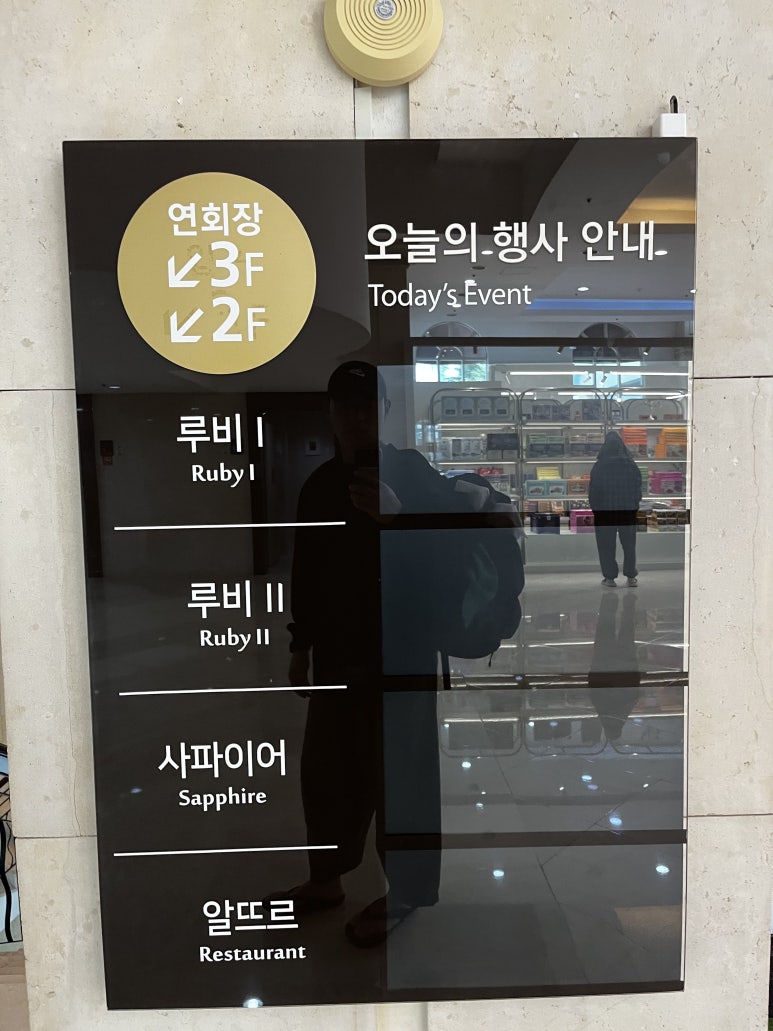 연회장
↙3F
↙2F
오늘의 행사 안내
Today's Event
루비 I
Ruby I
루비 II
Ruby II
사파이어
Sapphire
알뜨르
Restaurant